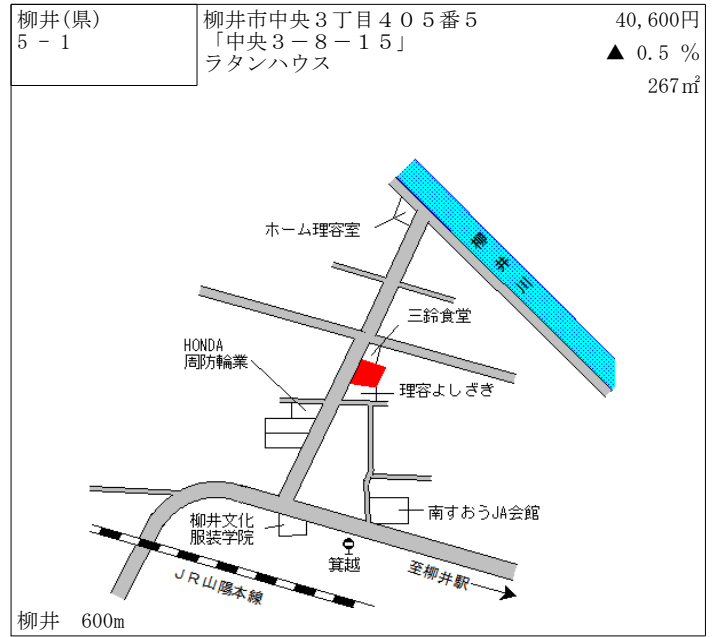 柳井(県)
5 - 1
柳井市中央３丁目４０５番５
「中央３－８－１５」
ラタンハウス
40,600円
▲ 0.5 %
267㎡
柳井川
ホーム理容室
三鈴食堂
HONDA
周防輪業
理容よしざき
柳井文化
服装学院
南すおうJA会館
箕越
至柳井駅
ＪＲ山陽本線
柳井　600m